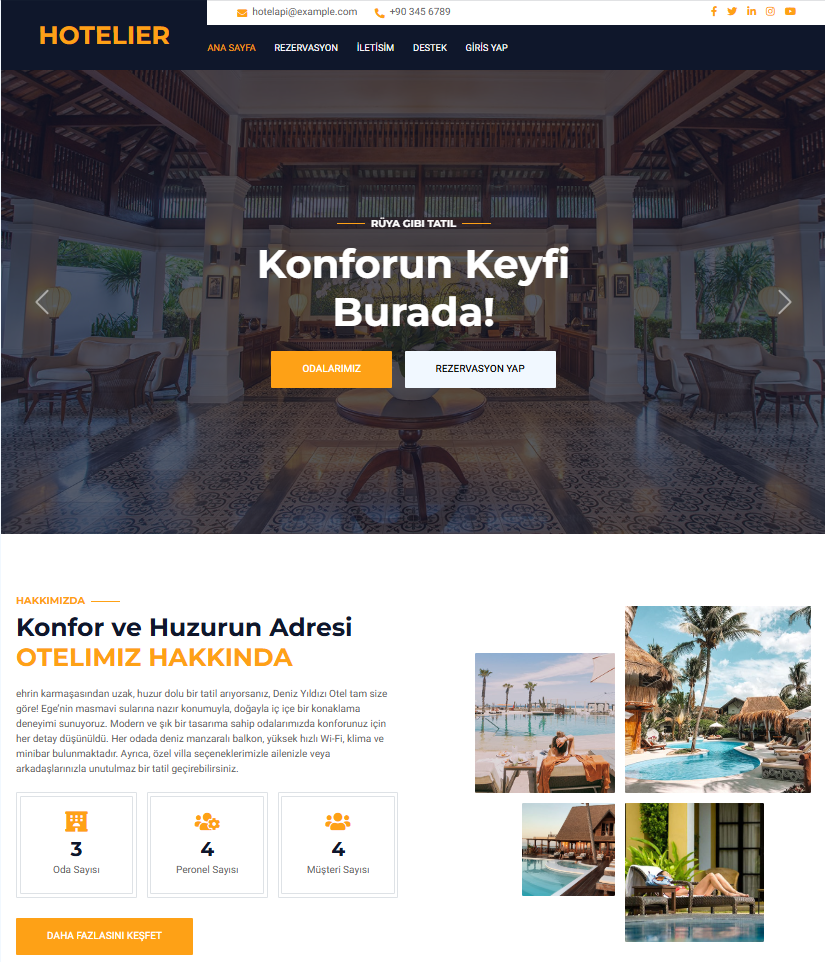 HOTELIER
hotelapi@example.com +90 345 6789
ANA SAYFA REZERVASYON İLETİSİM DESTEK GİRİS YAP
RÜYA GIBI TATIL
Konforun Keyfi
Burada!
ODALARIMIZ REZERVASYON YAP
HAKKIMIZDA
Konfor ve Huzurun Adresi
OTELIMIZ HAKKINDA
ehrin karmaşasından uzak, huzur dolu bir tatil arıyorsanız, Deniz Yıldızı Otel tam size
göre! Ege'nin masmavi sularına nazır konumuyla, doğayla iç içe bir konaklama
deneyimi sunuyoruz. Modern ve şık bir tasarıma sahip odalarımızda konforunuz için
her detay düşünüldü. Her odada deniz manzaralı balkon, yüksek hızlı Wi-Fi, klima ve
minibar bulunmaktadır. Ayrıca, özel villa seçeneklerimizle ailenizle veya
arkadaşlarınızla unutulmaz bir tatil geçirebilirsiniz.
3 4 4
Oda Sayısı Peronel Sayısı Müşteri Sayısı
DAHA FAZLASINI KEŞFET